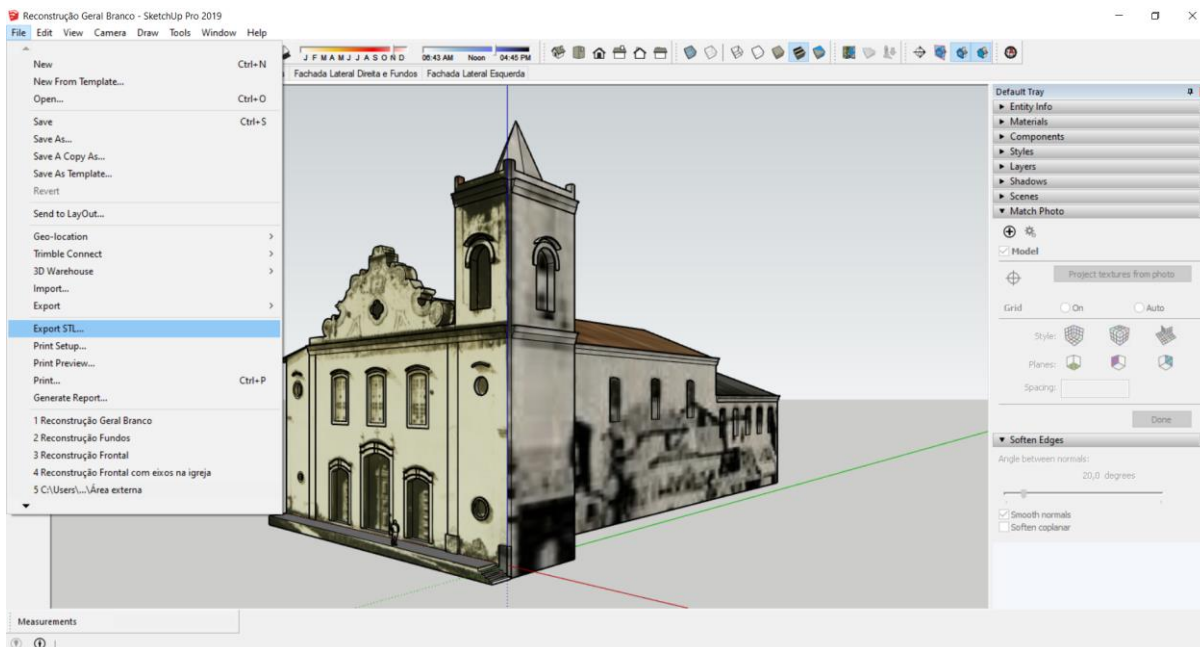 Reconstrução Geral Branco - SketchUp Pro 2019
File Edit View Camera Draw Tools Window Help
J F M A M J J A S O N D 06:43 AM Noon 04:45 PM
Fachada Lateral Direita e Fundos Fachada Lateral Esquerda
New Ctrl+N
New From Template...
Open... Ctrl+O
Save Ctrl+S
Save As...
Save A Copy As...
Save As Template...
Revert
Send to LayOut...
Geo-location
Trimble Connect
3D Warehouse
Import...
Export
Export STL...
Print Setup...
Print Preview...
Print... Ctrl+P
Generate Report...
1 Reconstrução Geral Branco
2 Reconstrução Fundos
3 Reconstrução Frontal
4 Reconstrução Frontal com eixos na igreja
5 C:\Users\...\Área externa
Default Tray
Entity Info
Materials
Components
Styles
Layers
Shadows
Scenes
Match Photo
Model
Project textures from photo
Grid On Auto
Style:
Planes:
Spacing:
Done
Soften Edges
Angle between normals:
20,0 degrees
Smooth normals
Soften coplanar
Measurements